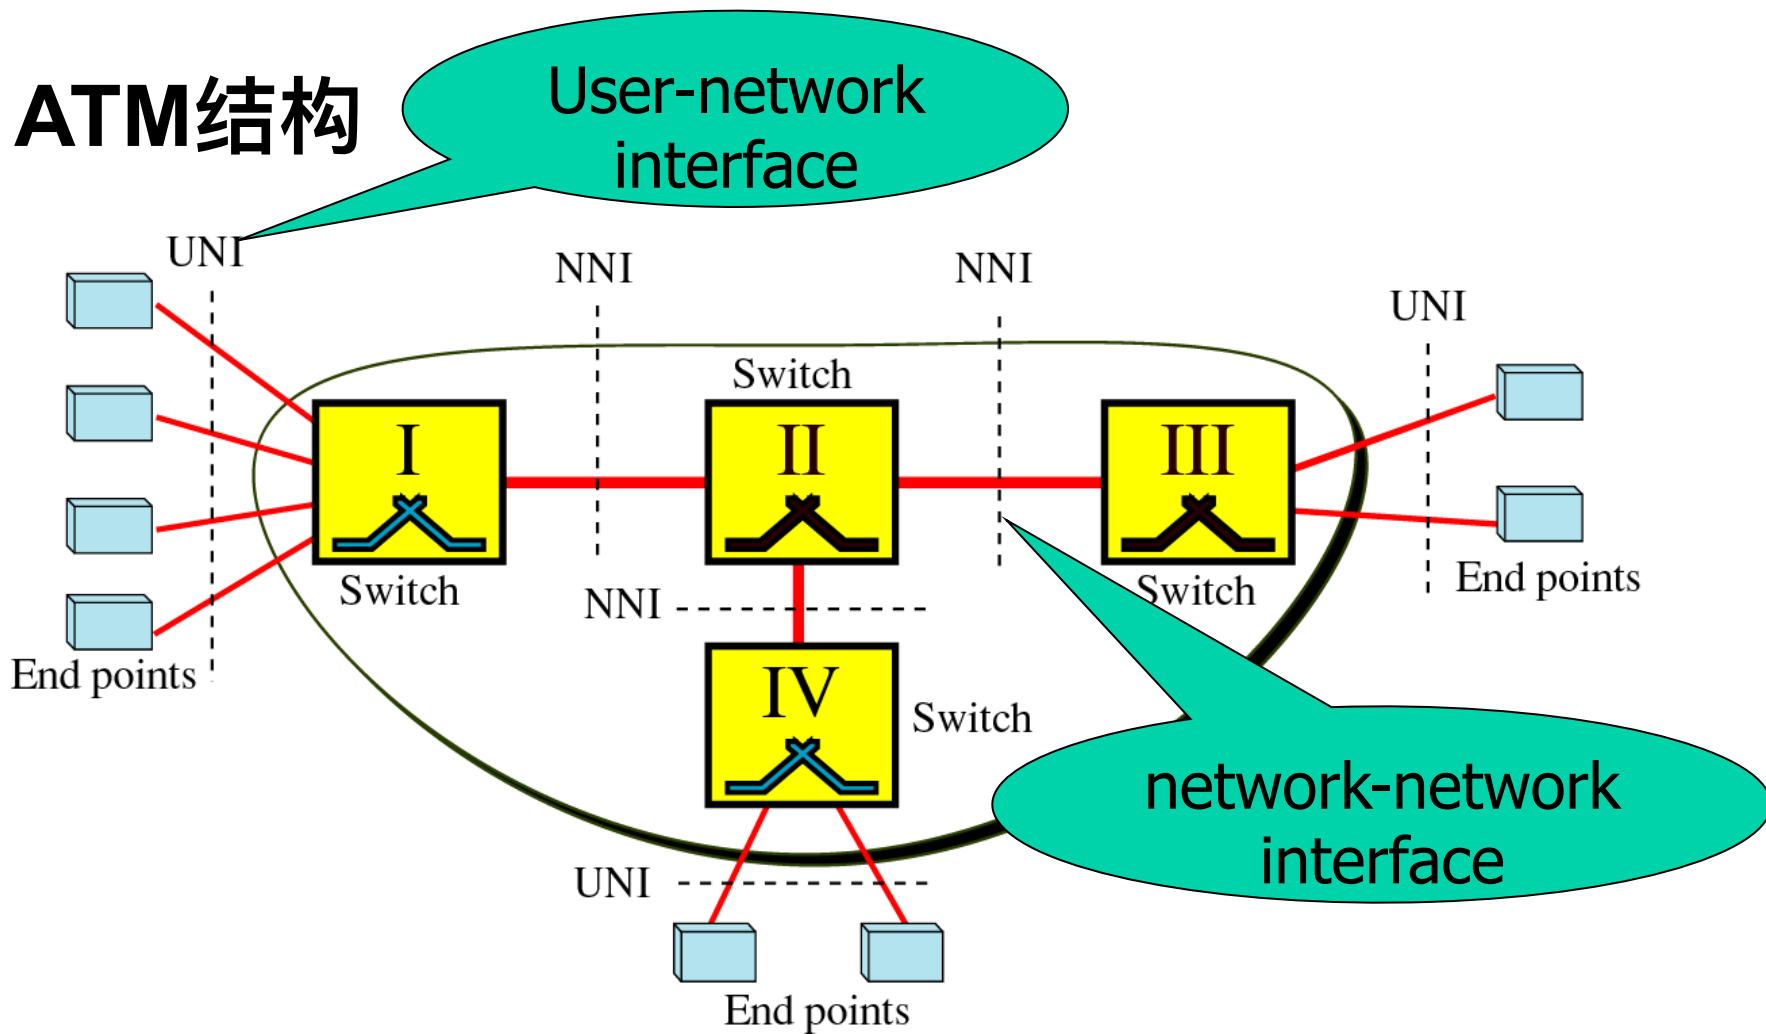 ATM结构
User-network
interface
UNI
NNI
NNI
UNI
Switch
I
II
III
Switch
Switch
End points
NNI
End points
IV
Switch
network-network
interface
UNI
End points